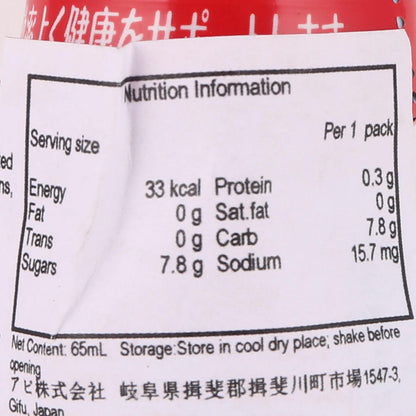 く健康をサポートします
Nutrition Information
Serving size Per 1 pack
Energy 33 kcal Protein 0.3 g
Fat 0 g Sat.fat 0 g
Trans 0 g Carb 7.8 g
Sugars 7.8 g Sodium 15.7 mg
Net Content: 65mL Storage:Store in cool dry place, shake before
opening
アピ株式会社 岐阜県揖斐郡揖斐川町市場1547-3,
Gifu, Japan